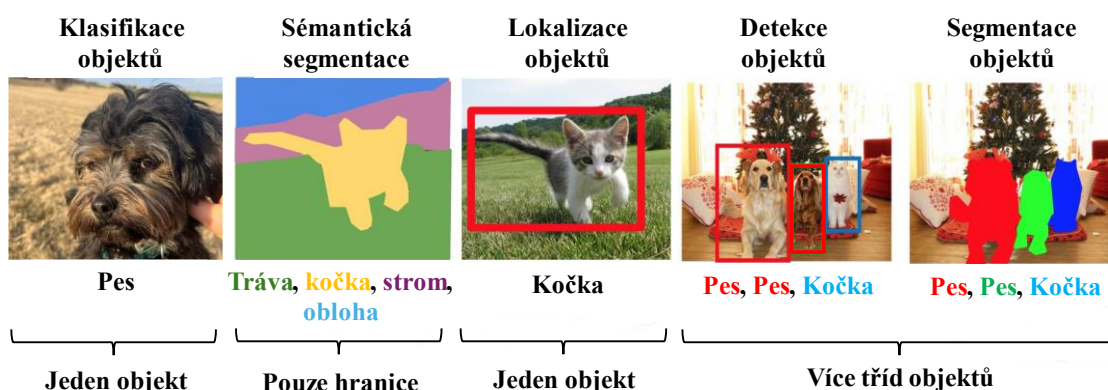 Klasifikace
objektů
Sémantická
segmentace
Lokalizace
objektů
Detekce
objektů
Segmentace
objektů
Pes
Tráva, kočka, strom,
obloha
Kočka
Pes, Pes, Kočka
Pes, Pes, Kočka
Jeden objekt
Pouze hranice
Jeden objekt
Více tříd objektů